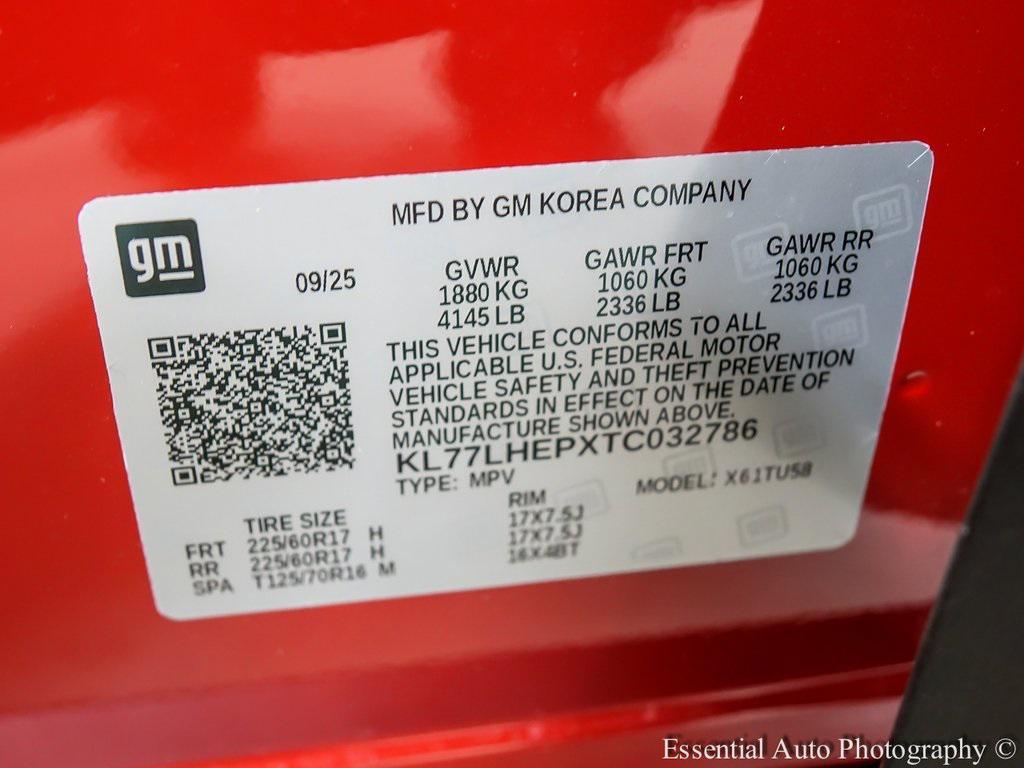 gm
MFD BY GM KOREA COMPANY
09/25
GVWR
1880 KG
4145 LB
GAWR FRT
1060 KG
2336 LB
GAWR RR
1060 KG
2336 LB
THIS VEHICLE CONFORMS TO ALL
APPLICABLE U.S. FEDERAL MOTOR
VEHICLE SAFETY AND THEFT PREVENTION
STANDARDS IN EFFECT ON THE DATE OF
MANUFACTURE SHOWN ABOVE.
KL77LHEPXTC032786
TYPE: MPV
MODEL: X61TU58
TIRE SIZE RIM
FRT 225/60R17 H 17X7.5J
RR 225/60R17 H 17X7.5J
SPA T125/70R16 M 16X4BT
Essential Auto Photography ©